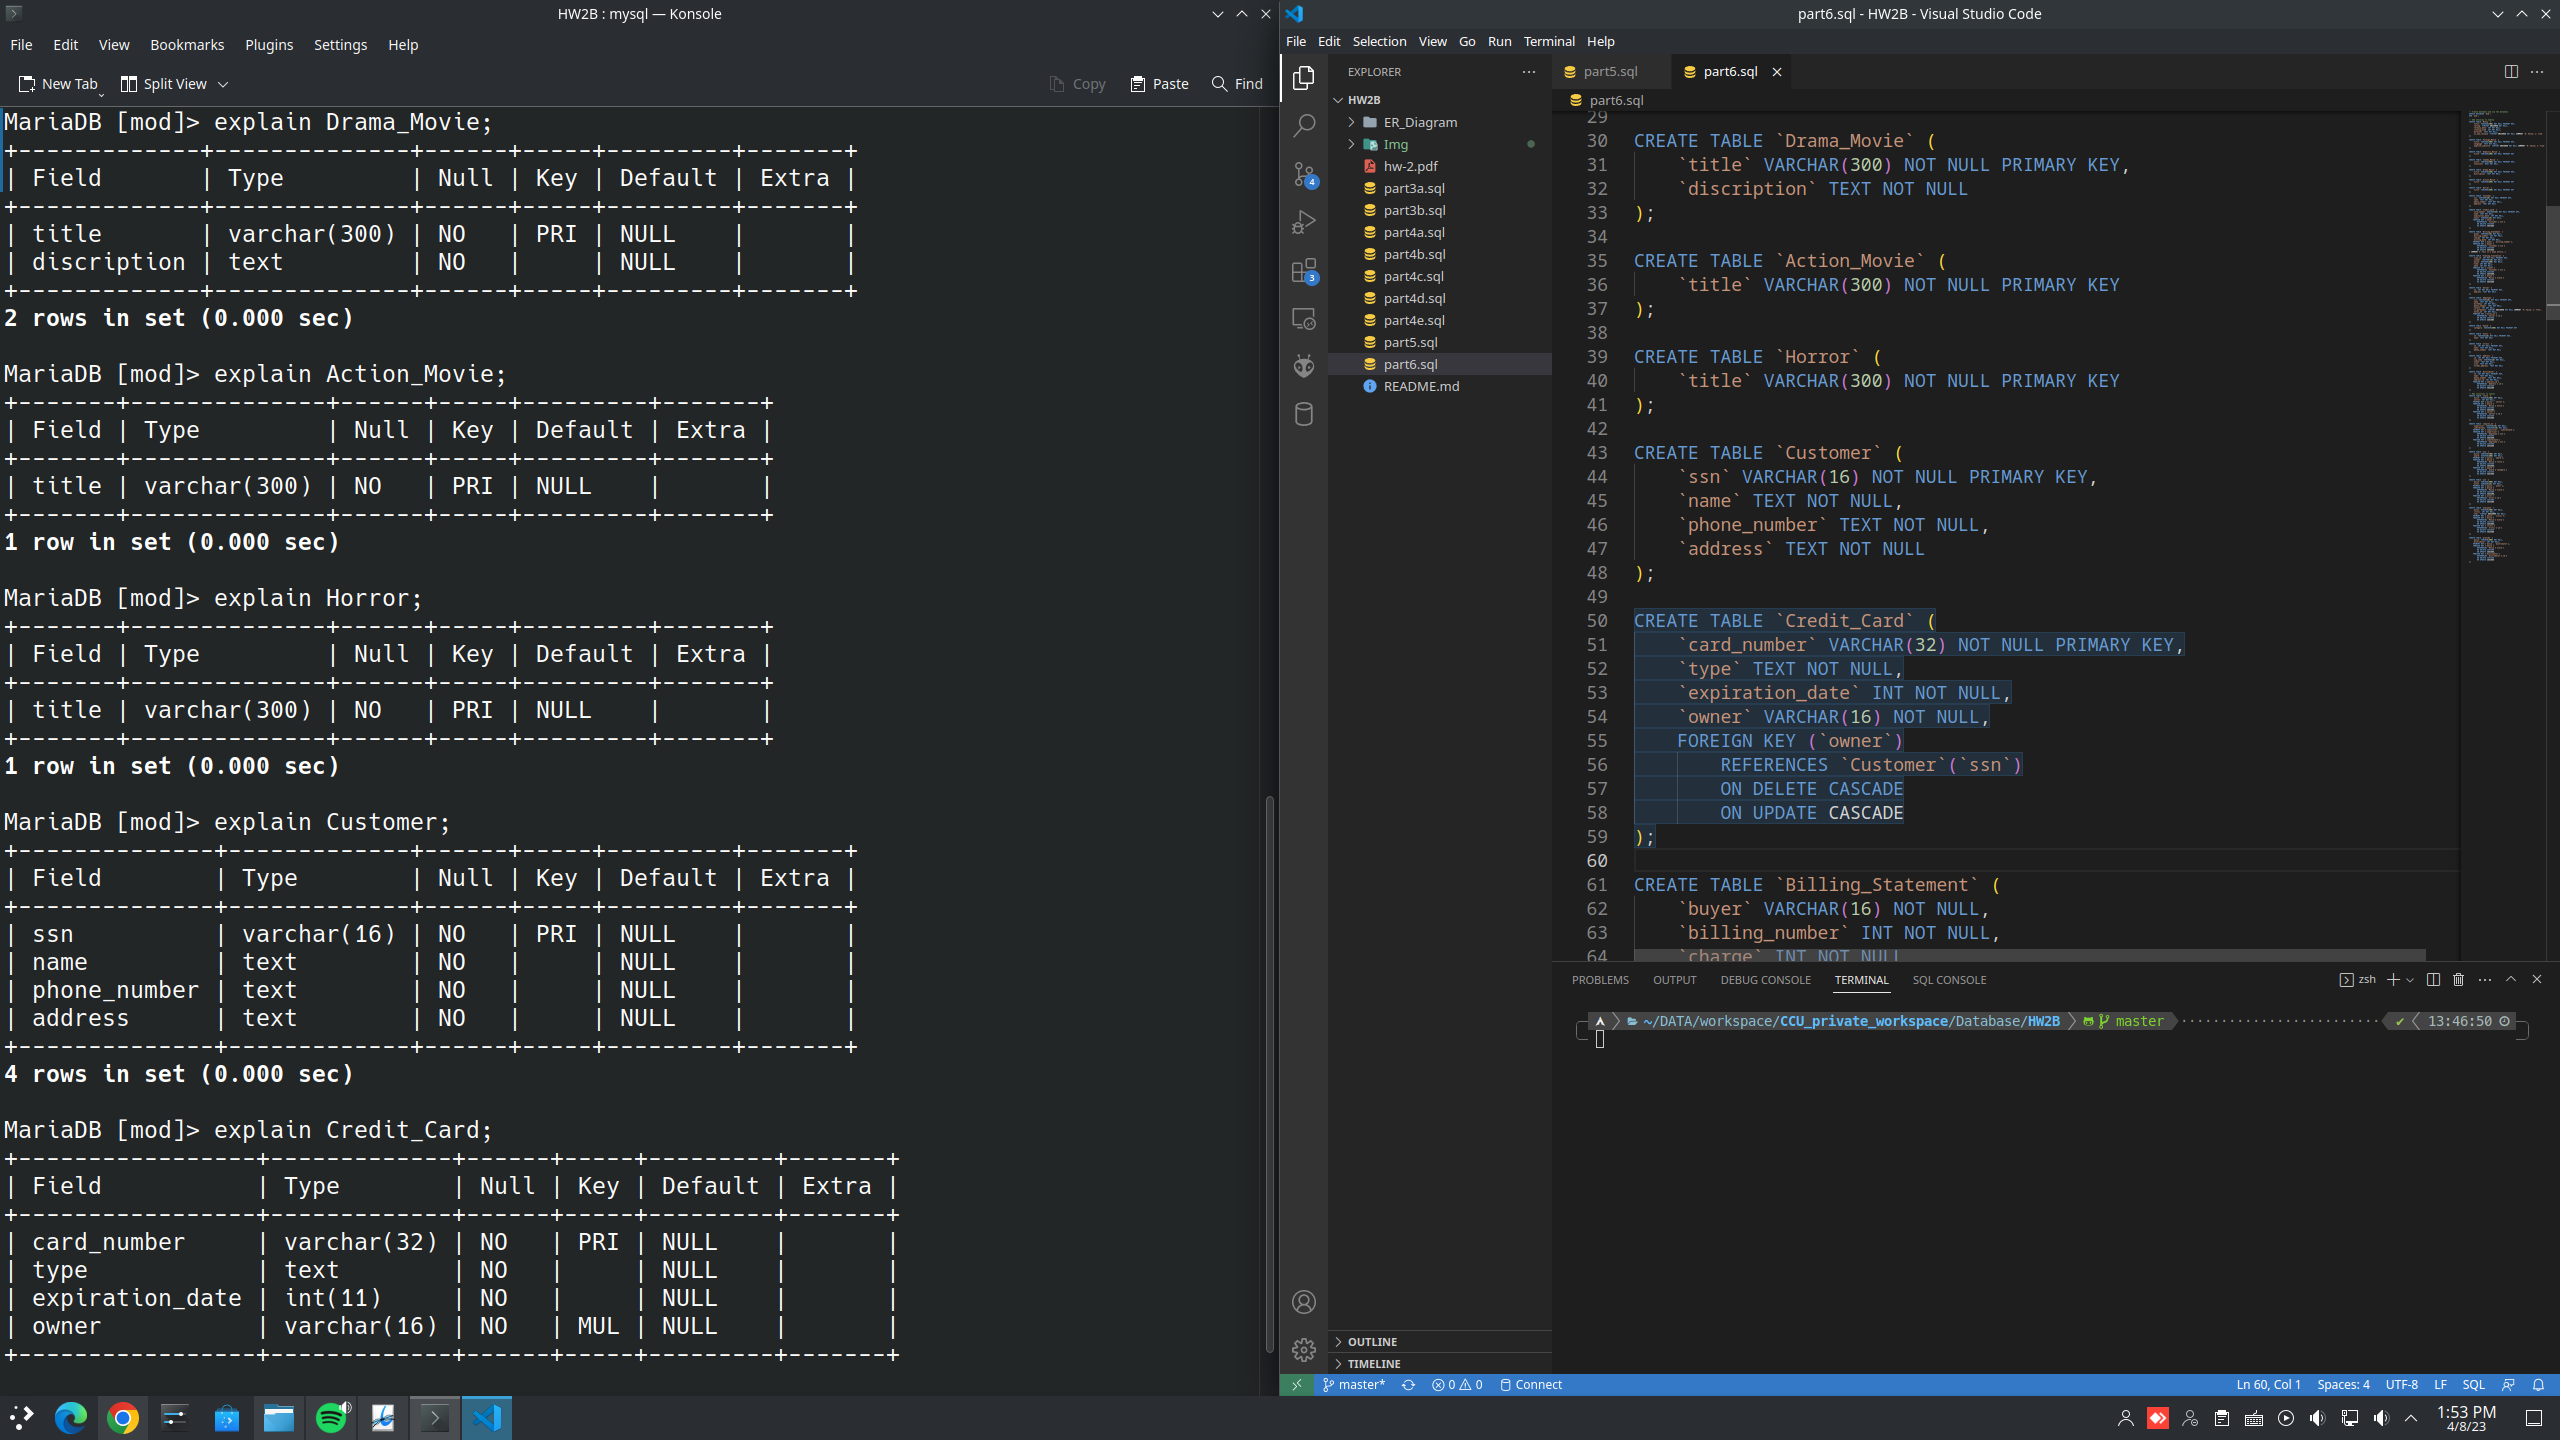 HW2B : mysql — Konsole
File Edit View Bookmarks Plugins Settings Help
New Tab Split View Copy Paste Find
MariaDB [mod]> explain Drama_Movie;
+-------------+--------------+------+-----+---------+-------+
| Field       | Type         | Null | Key | Default | Extra |
+-------------+--------------+------+-----+---------+-------+
| title       | varchar(300) | NO   | PRI | NULL    |       |
| discription | text         | NO   |     | NULL    |       |
+-------------+--------------+------+-----+---------+-------+
2 rows in set (0.000 sec)
MariaDB [mod]> explain Action_Movie;
+-------+--------------+------+-----+---------+-------+
| Field | Type         | Null | Key | Default | Extra |
+-------+--------------+------+-----+---------+-------+
| title | varchar(300) | NO   | PRI | NULL    |       |
+-------+--------------+------+-----+---------+-------+
1 row in set (0.000 sec)
MariaDB [mod]> explain Horror;
+-------+--------------+------+-----+---------+-------+
| Field | Type         | Null | Key | Default | Extra |
+-------+--------------+------+-----+---------+-------+
| title | varchar(300) | NO   | PRI | NULL    |       |
+-------+--------------+------+-----+---------+-------+
1 row in set (0.000 sec)
MariaDB [mod]> explain Customer;
+--------------+-------------+------+-----+---------+-------+
| Field        | Type        | Null | Key | Default | Extra |
+--------------+-------------+------+-----+---------+-------+
| ssn          | varchar(16) | NO   | PRI | NULL    |       |
| name         | text        | NO   |     | NULL    |       |
| phone_number | text        | NO   |     | NULL    |       |
| address      | text        | NO   |     | NULL    |       |
+--------------+-------------+------+-----+---------+-------+
4 rows in set (0.000 sec)
MariaDB [mod]> explain Credit_Card;
+-----------------+-------------+------+-----+---------+-------+
| Field           | Type        | Null | Key | Default | Extra |
+-----------------+-------------+------+-----+---------+-------+
| card_number     | varchar(32) | NO   | PRI | NULL    |       |
| type            | text        | NO   |     | NULL    |       |
| expiration_date | int(11)     | NO   |     | NULL    |       |
| owner           | varchar(16) | NO   | MUL | NULL    |       |
+-----------------+-------------+------+-----+---------+-------+
part6.sql - HW2B - Visual Studio Code
File Edit Selection View Go Run Terminal Help
EXPLORER
HW2B
ER_Diagram
Img
hw-2.pdf
part3a.sql
part3b.sql
part4a.sql
part4b.sql
part4c.sql
part4d.sql
part4e.sql
part5.sql
part6.sql
README.md
OUTLINE
TIMELINE
4
3
part5.sql part6.sql
part6.sql
29
30 CREATE TABLE `Drama_Movie` (
31     `title` VARCHAR(300) NOT NULL PRIMARY KEY,
32     `discription` TEXT NOT NULL
33 );
34
35 CREATE TABLE `Action_Movie` (
36     `title` VARCHAR(300) NOT NULL PRIMARY KEY
37 );
38
39 CREATE TABLE `Horror` (
40     `title` VARCHAR(300) NOT NULL PRIMARY KEY
41 );
42
43 CREATE TABLE `Customer` (
44     `ssn` VARCHAR(16) NOT NULL PRIMARY KEY,
45     `name` TEXT NOT NULL,
46     `phone_number` TEXT NOT NULL,
47     `address` TEXT NOT NULL
48 );
49
50 CREATE TABLE `Credit_Card` (
51     `card_number` VARCHAR(32) NOT NULL PRIMARY KEY,
52     `type` TEXT NOT NULL,
53     `expiration_date` INT NOT NULL,
54     `owner` VARCHAR(16) NOT NULL,
55     FOREIGN KEY (`owner`)
56         REFERENCES `Customer`(`ssn`)
57         ON DELETE CASCADE
58         ON UPDATE CASCADE
59 );
60
61 CREATE TABLE `Billing_Statement` (
62     `buyer` VARCHAR(16) NOT NULL,
63     `billing_number` INT NOT NULL,
64     `charge` INT NOT NULL
PROBLEMS OUTPUT DEBUG CONSOLE TERMINAL SQL CONSOLE zsh
~/DATA/workspace/CCU_private_workspace/Database/HW2B master 13:46:50
master* 0 0 Connect Ln 60, Col 1 Spaces: 4 UTF-8 LF SQL
1:53 PM
4/8/23